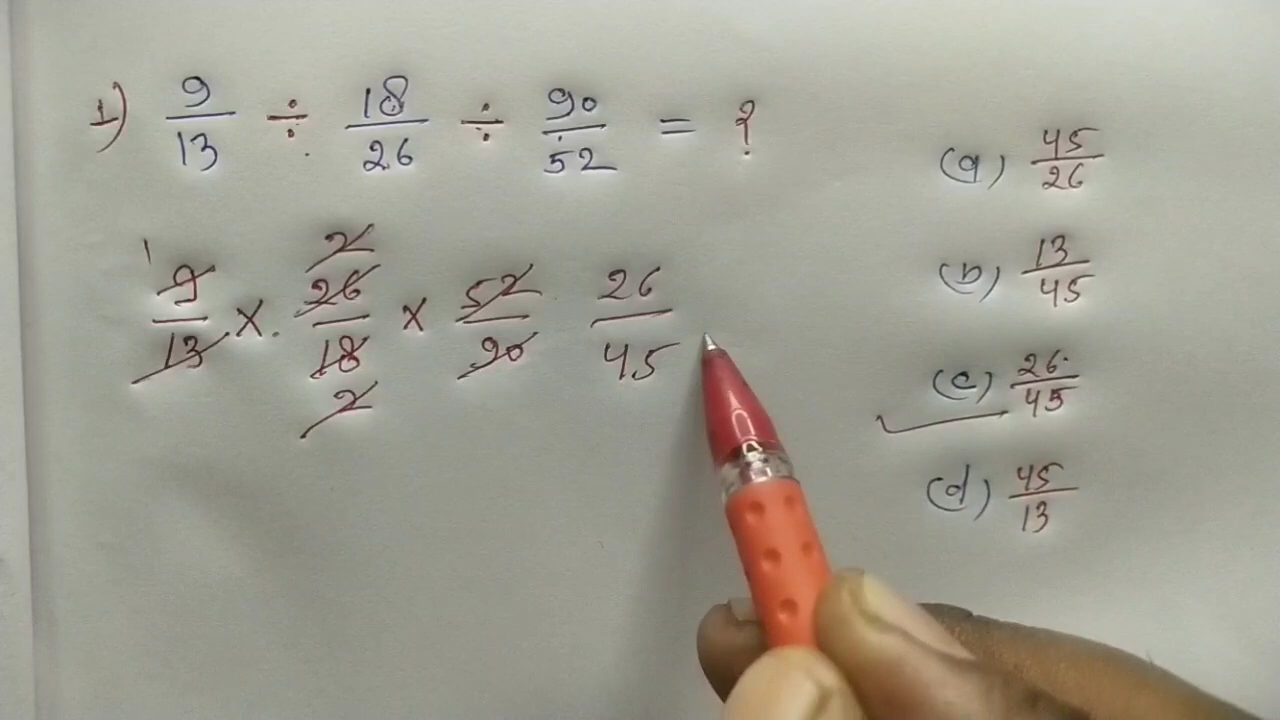 1) 9/13 ÷ 18/26 ÷ 90/52 = ?
(a) 45/26
(b) 13/45
(c) 26/45
(d) 45/13
1 2
9/13 × 26/18 × 52/90 26/45
2